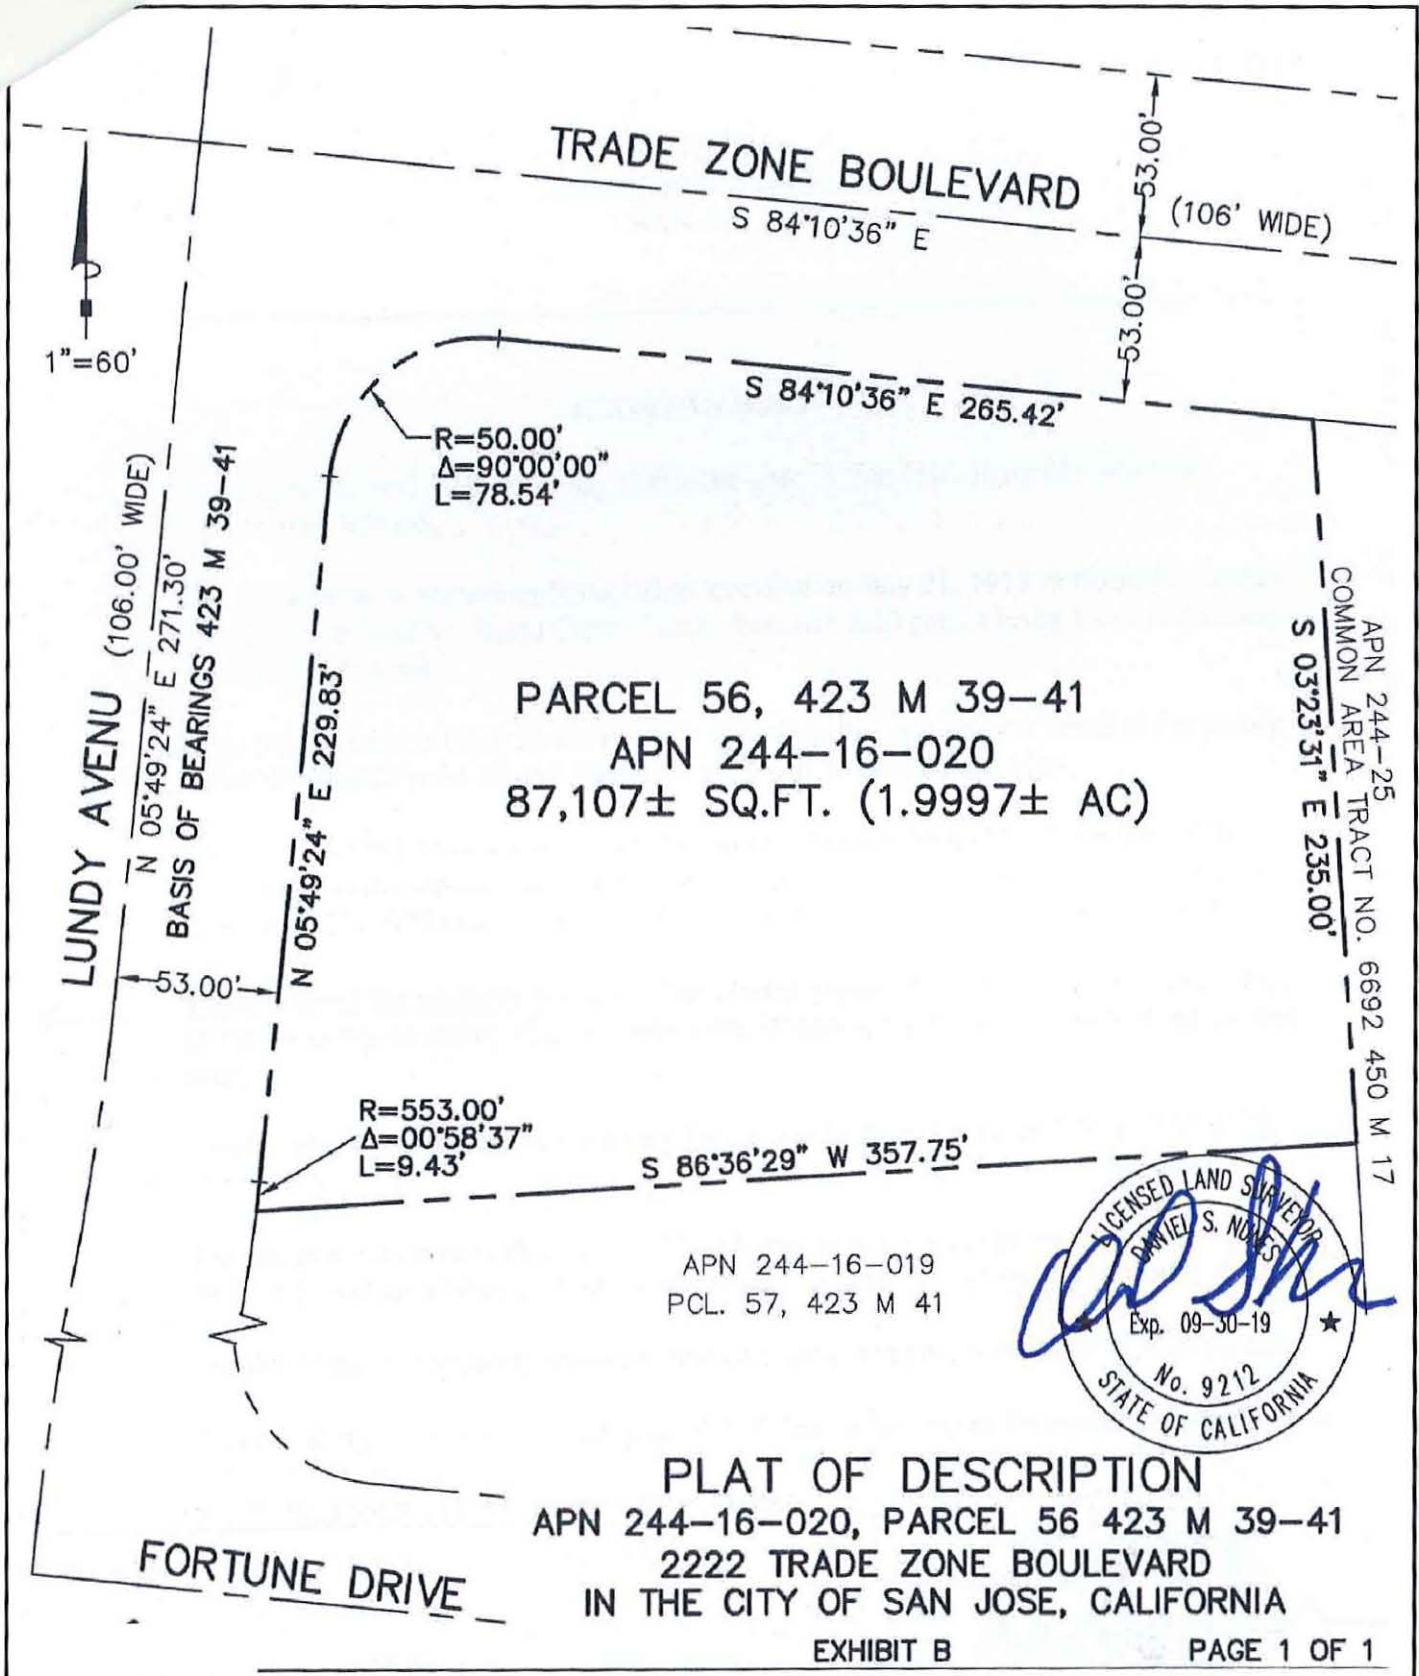 TRADE ZONE BOULEVARD
S 84°10'36" E
53.00'
(106' WIDE)
53.00'
1"=60'
S 84°10'36" E 265.42'
R=50.00'
Δ=90°00'00"
L=78.54'
LUNDY AVENU (106.00' WIDE)
N 05°49'24" E 271.30'
BASIS OF BEARINGS 423 M 39-41
N 05°49'24" E 229.83'
53.00'
PARCEL 56, 423 M 39-41
APN 244-16-020
87,107± SQ.FT. (1.9997± AC)
APN 244-25
COMMON AREA TRACT NO. 6692 450 M 17
S 03°23'31" E 235.00'
R=553.00'
Δ=00°58'37"
L=9.43'
S 86°36'29" W 357.75'
APN 244-16-019
PCL. 57, 423 M 41
LICENSED LAND SURVEYOR
DANIEL S. NUNES
Exp. 09-30-19
No. 9212
STATE OF CALIFORNIA
FORTUNE DRIVE
PLAT OF DESCRIPTION
APN 244-16-020, PARCEL 56 423 M 39-41
2222 TRADE ZONE BOULEVARD
IN THE CITY OF SAN JOSE, CALIFORNIA
EXHIBIT B
PAGE 1 OF 1